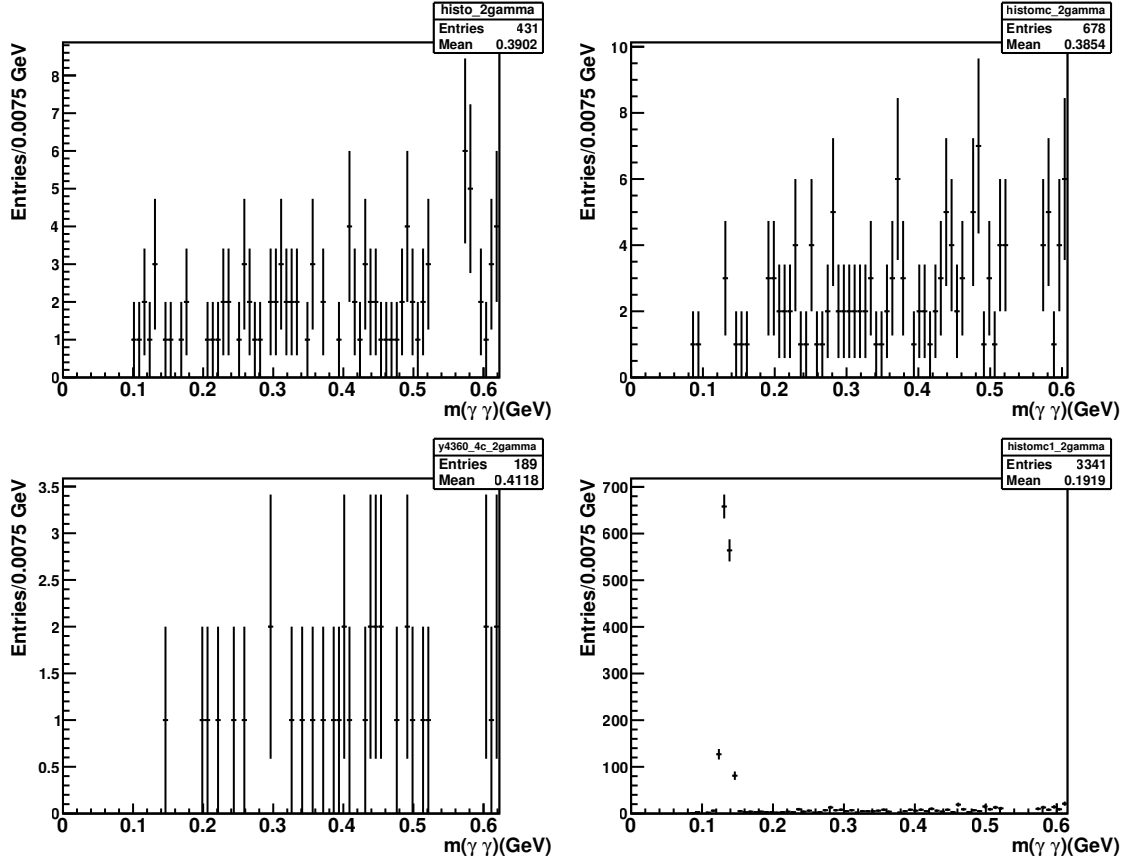 histo_2gamma
Entries 431
Mean 0.3902
Entries/0.0075 GeV
8
7
6
5
4
3
2
1
0
0 0.1 0.2 0.3 0.4 0.5 0.6
m(γ γ)(GeV)
histomc_2gamma
Entries 678
Mean 0.3854
Entries/0.0075 GeV
10
8
6
4
2
0
0 0.1 0.2 0.3 0.4 0.5 0.6
m(γ γ)(GeV)
y4360_4c_2gamma
Entries 189
Mean 0.4118
Entries/0.0075 GeV
3.5
3
2.5
2
1.5
1
0.5
0
0 0.1 0.2 0.3 0.4 0.5 0.6
m(γ γ)(GeV)
histomc1_2gamma
Entries 3341
Mean 0.1919
Entries/0.0075 GeV
700
600
500
400
300
200
100
0
0 0.1 0.2 0.3 0.4 0.5 0.6
m(γ γ)(GeV)